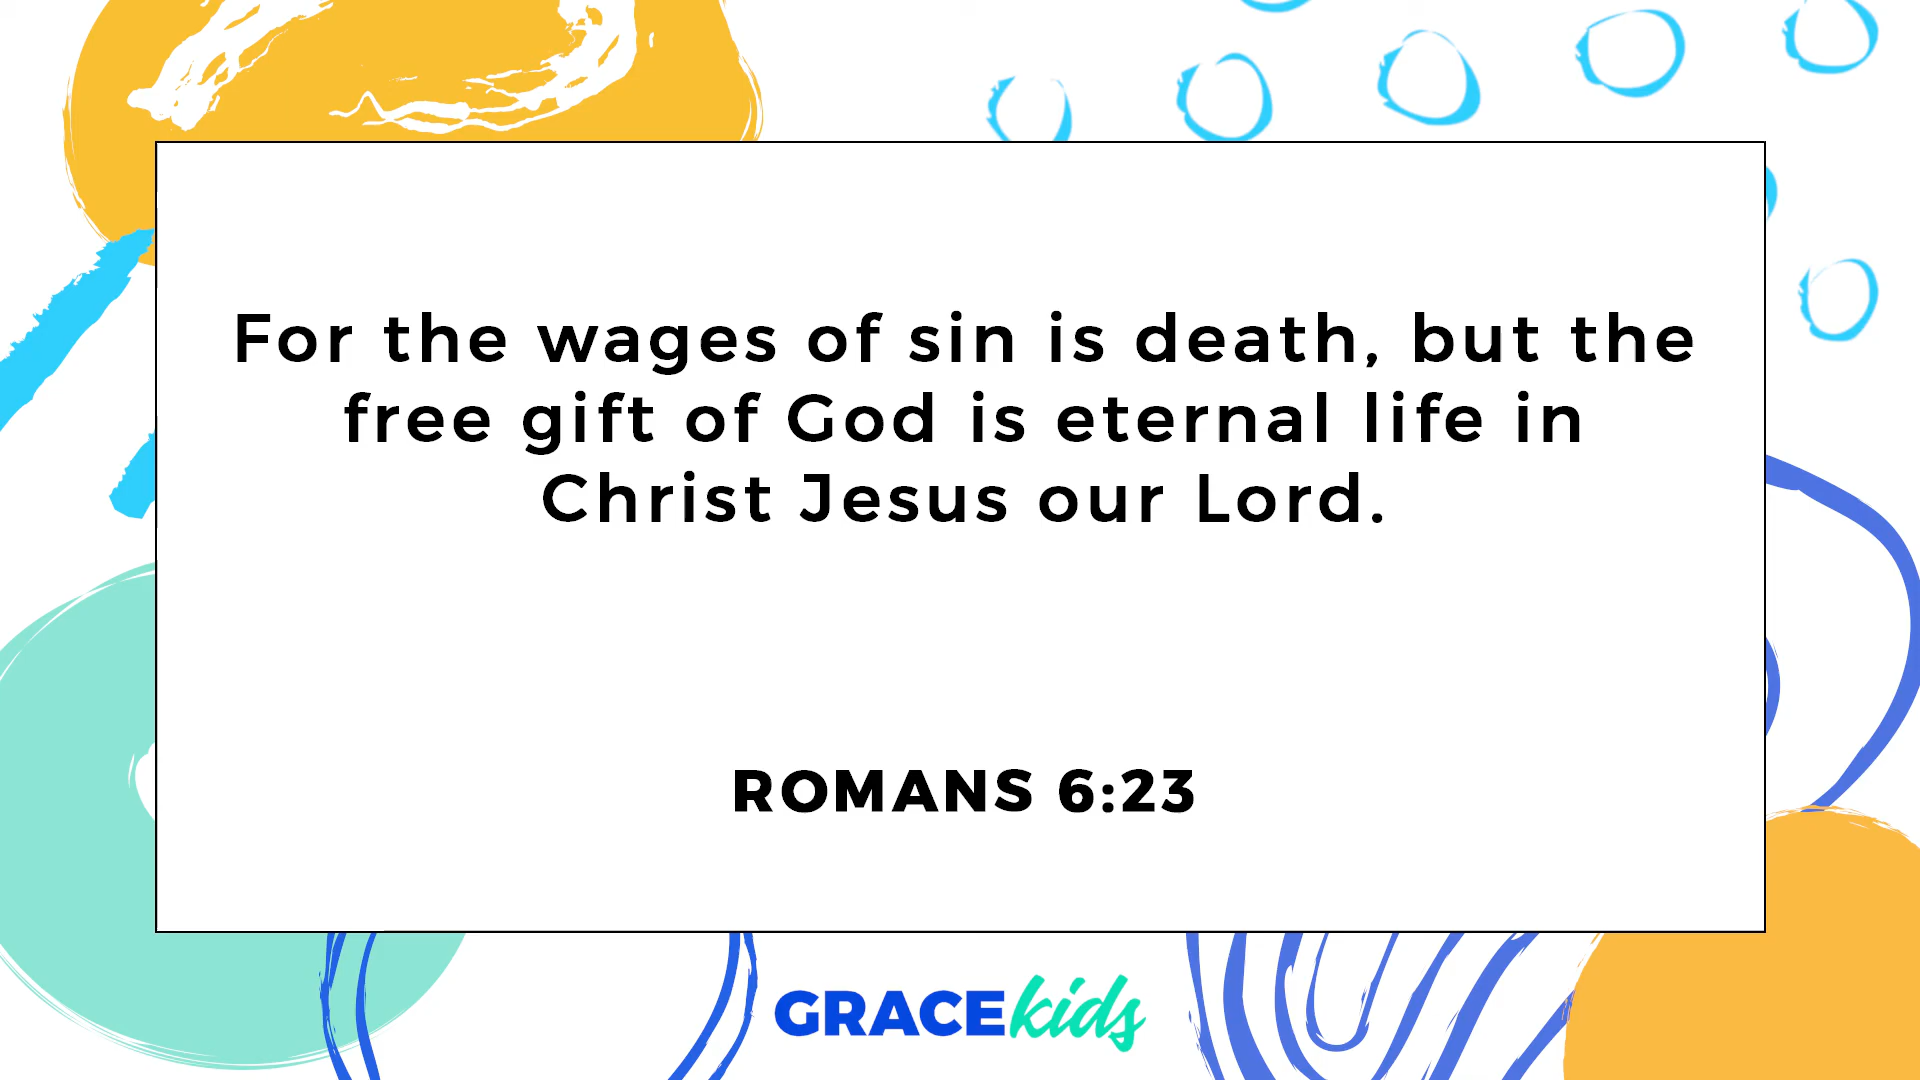 For the wages of sin is death, but the
free gift of God is eternal life in
Christ Jesus our Lord.
ROMANS 6:23
GRACEkids